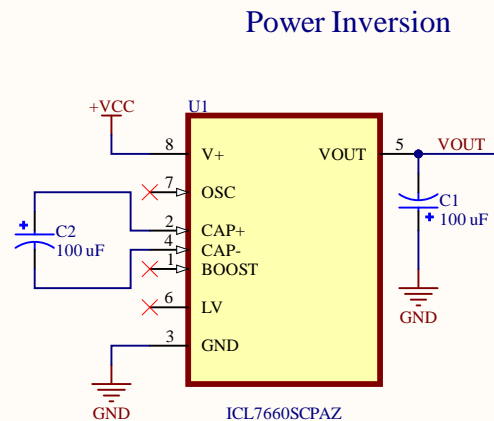 Power Inversion
+VCC
U1
8 V+ VOUT 5 VOUT
7 OSC
C1
100 uF
2 CAP+
C2
100 uF
4 CAP-
1 BOOST
6 LV
GND
3 GND
GND
ICL7660SCPAZ